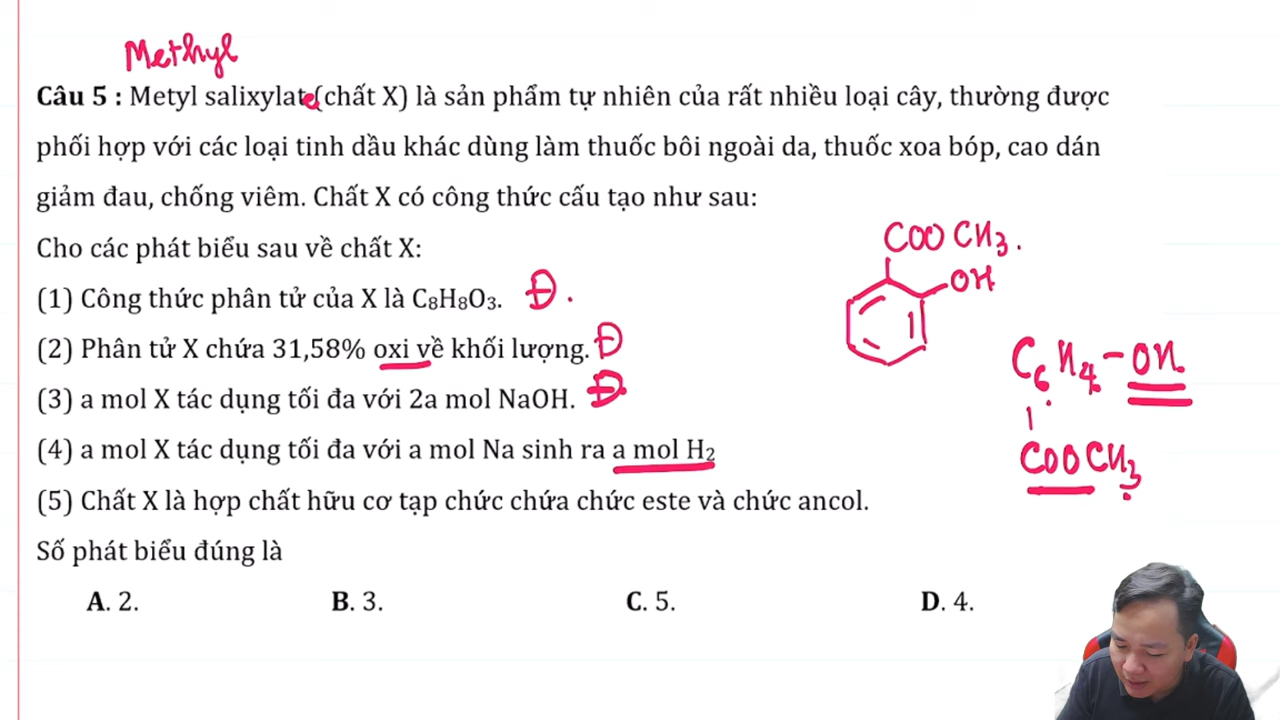 Methyl
Câu 5 : Metyl salixylate (chất X) là sản phẩm tự nhiên của rất nhiều loại cây, thường được
phối hợp với các loại tinh dầu khác dùng làm thuốc bôi ngoài da, thuốc xoa bóp, cao dán
giảm đau, chống viêm. Chất X có công thức cấu tạo như sau:
COOCH₃.
Cho các phát biểu sau về chất X:
OH
(1) Công thức phân tử của X là C₈H₈O₃. Đ.
(2) Phân tử X chứa 31,58% oxi về khối lượng. Đ
C₆H₄-OH
(3) a mol X tác dụng tối đa với 2a mol NaOH. Đ
(4) a mol X tác dụng tối đa với a mol Na sinh ra a mol H₂
COOCH₃
(5) Chất X là hợp chất hữu cơ tạp chức chứa chức este và chức ancol.
Số phát biểu đúng là
A. 2. B. 3. C. 5. D. 4.